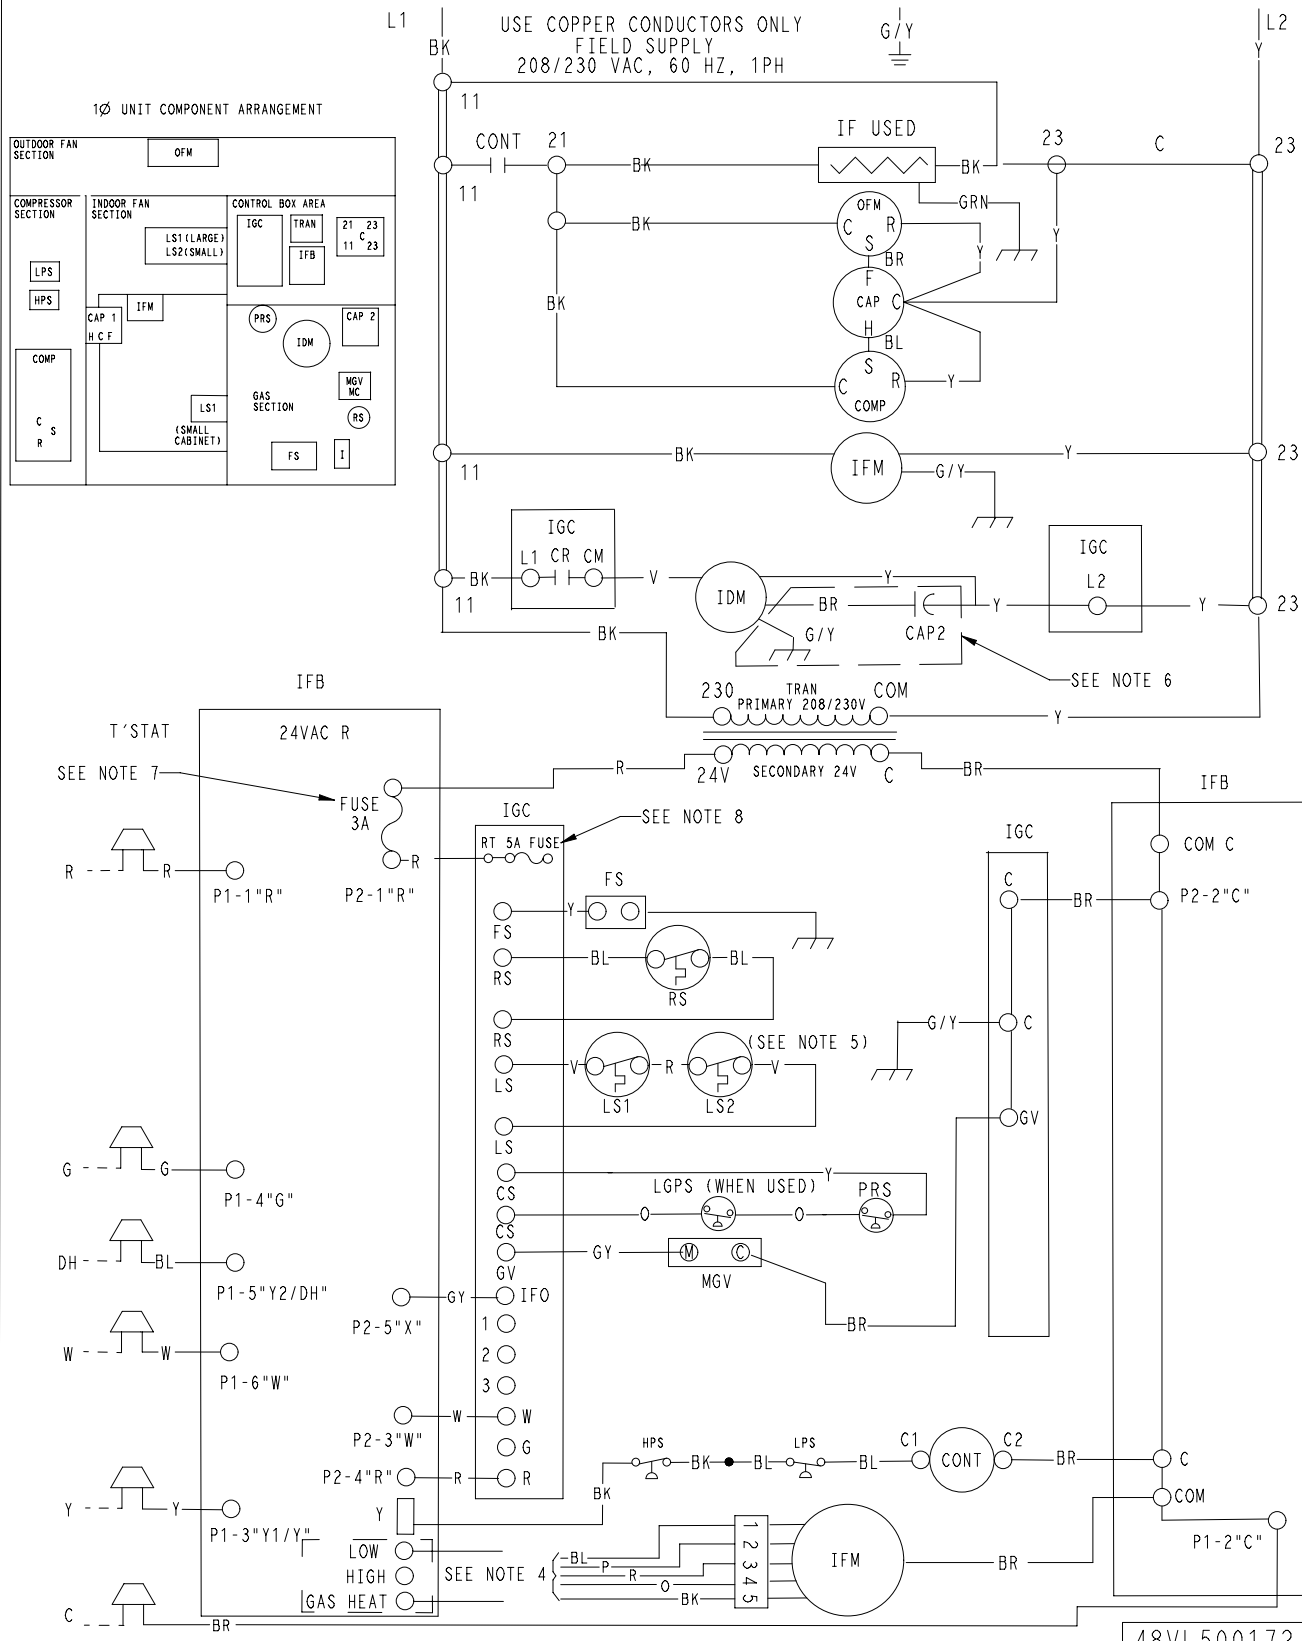 L1
USE COPPER CONDUCTORS ONLY
FIELD SUPPLY
208/230 VAC, 60 HZ, 1PH
G/Y
L2
BK
Y
11
1Ø UNIT COMPONENT ARRANGEMENT
OUTDOOR FAN
SECTION
OFM
COMPRESSOR
SECTION
INDOOR FAN
SECTION
CONTROL BOX AREA
IGC
TRAN
IFB
21 23
C
11 23
LS1(LARGE)
LS2(SMALL)
LPS
HPS
CAP 1
H C F
IFM
PRS
IDM
CAP 2
COMP
C
S
R
MGV
MC
GAS
SECTION
RS
LS1
(SMALL
CABINET)
FS
I
CONT
21
BK
IF USED
BK
23
C
23
11
GRN
BK
OFM
C
R
S
BR
Y
Y
F
CAP
C
H
BL
BK
S
C
R
COMP
Y
11
BK
IFM
Y
23
G/Y
IGC
L1 CR CM
BK
V
11
IDM
Y
BR
CAP2
G/Y
Y
IGC
L2
Y
23
BK
SEE NOTE 6
230
TRAN
COM
PRIMARY 208/230V
Y
24V
SECONDARY 24V
C
R
BR
IFB
T'STAT
24VAC R
SEE NOTE 7
FUSE
3A
IGC
SEE NOTE 8
RT 5A FUSE
R
IFB
COM C
IGC
R
R
P1-1"R"
P2-1"R"
FS
Y
FS
C
BR
P2-2"C"
RS
BL
BL
RS
RS
G/Y
C
(SEE NOTE 5)
LS
V
R
V
LS1
LS2
LS
GV
CS
Y
LGPS (WHEN USED)
PRS
CS
O
O
G
G
P1-4"G"
GV
GY
M
C
MGV
BR
DH
BL
P1-5"Y2/DH"
P2-5"X"
GY
IFO
1
2
3
W
W
P1-6"W"
P2-3"W"
W
W
G
P2-4"R"
R
R
HPS
BK
BL
LPS
BL
C1
CONT
C2
BR
C
BK
COM
Y
Y
P1-3"Y1/Y"
Y
P1-2"C"
LOW
HIGH
GAS HEAT
SEE NOTE 4
BL
P
R
O
BK
1
2
3
4
5
IFM
BR
C
BR
48VL500172